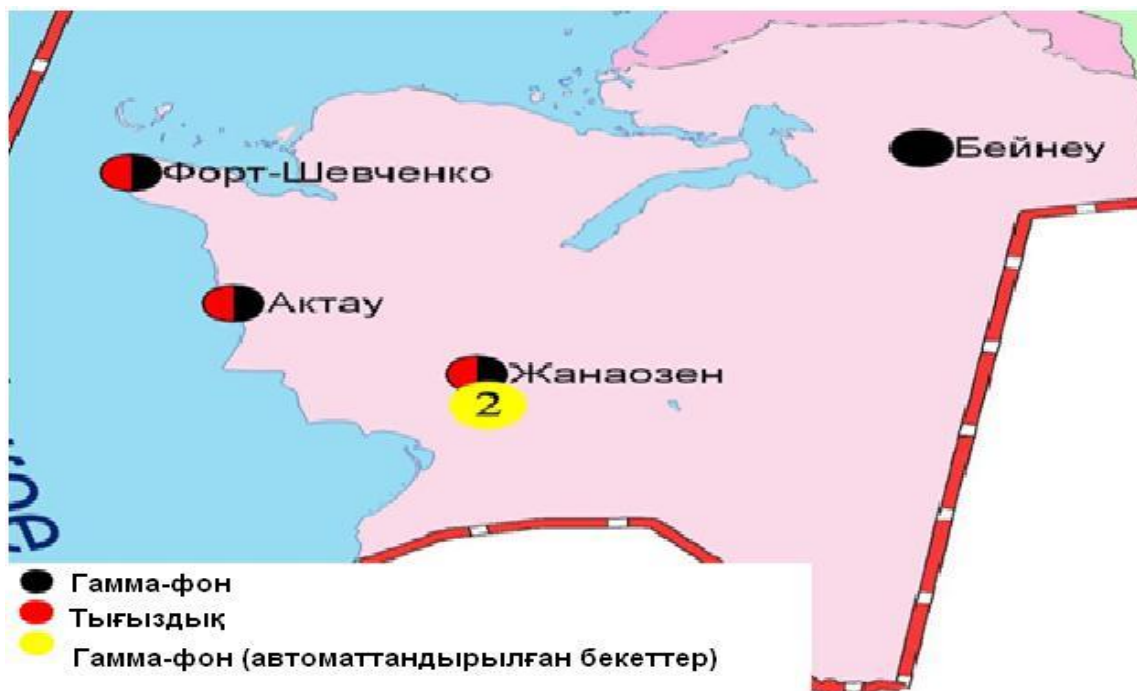 Бейнеу
Форт-Шевченко
Актау
Жанаозен
2
Гамма-фон
Тығыздық
Гамма-фон (автоматтандырылған бекеттер)